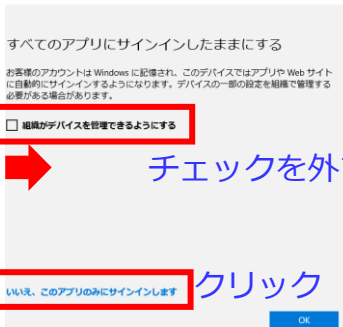 すべてのアプリにサインインしたままにする
お客様のアカウントは Windows に記憶され、このデバイスではアプリや Web サイト
に自動的にサインインするようになります。デバイスの一部の設定を組織で管理する
必要がある場合があります。
組織がデバイスを管理できるようにする
チェックを外
いいえ、このアプリのみにサインインします
クリック
OK